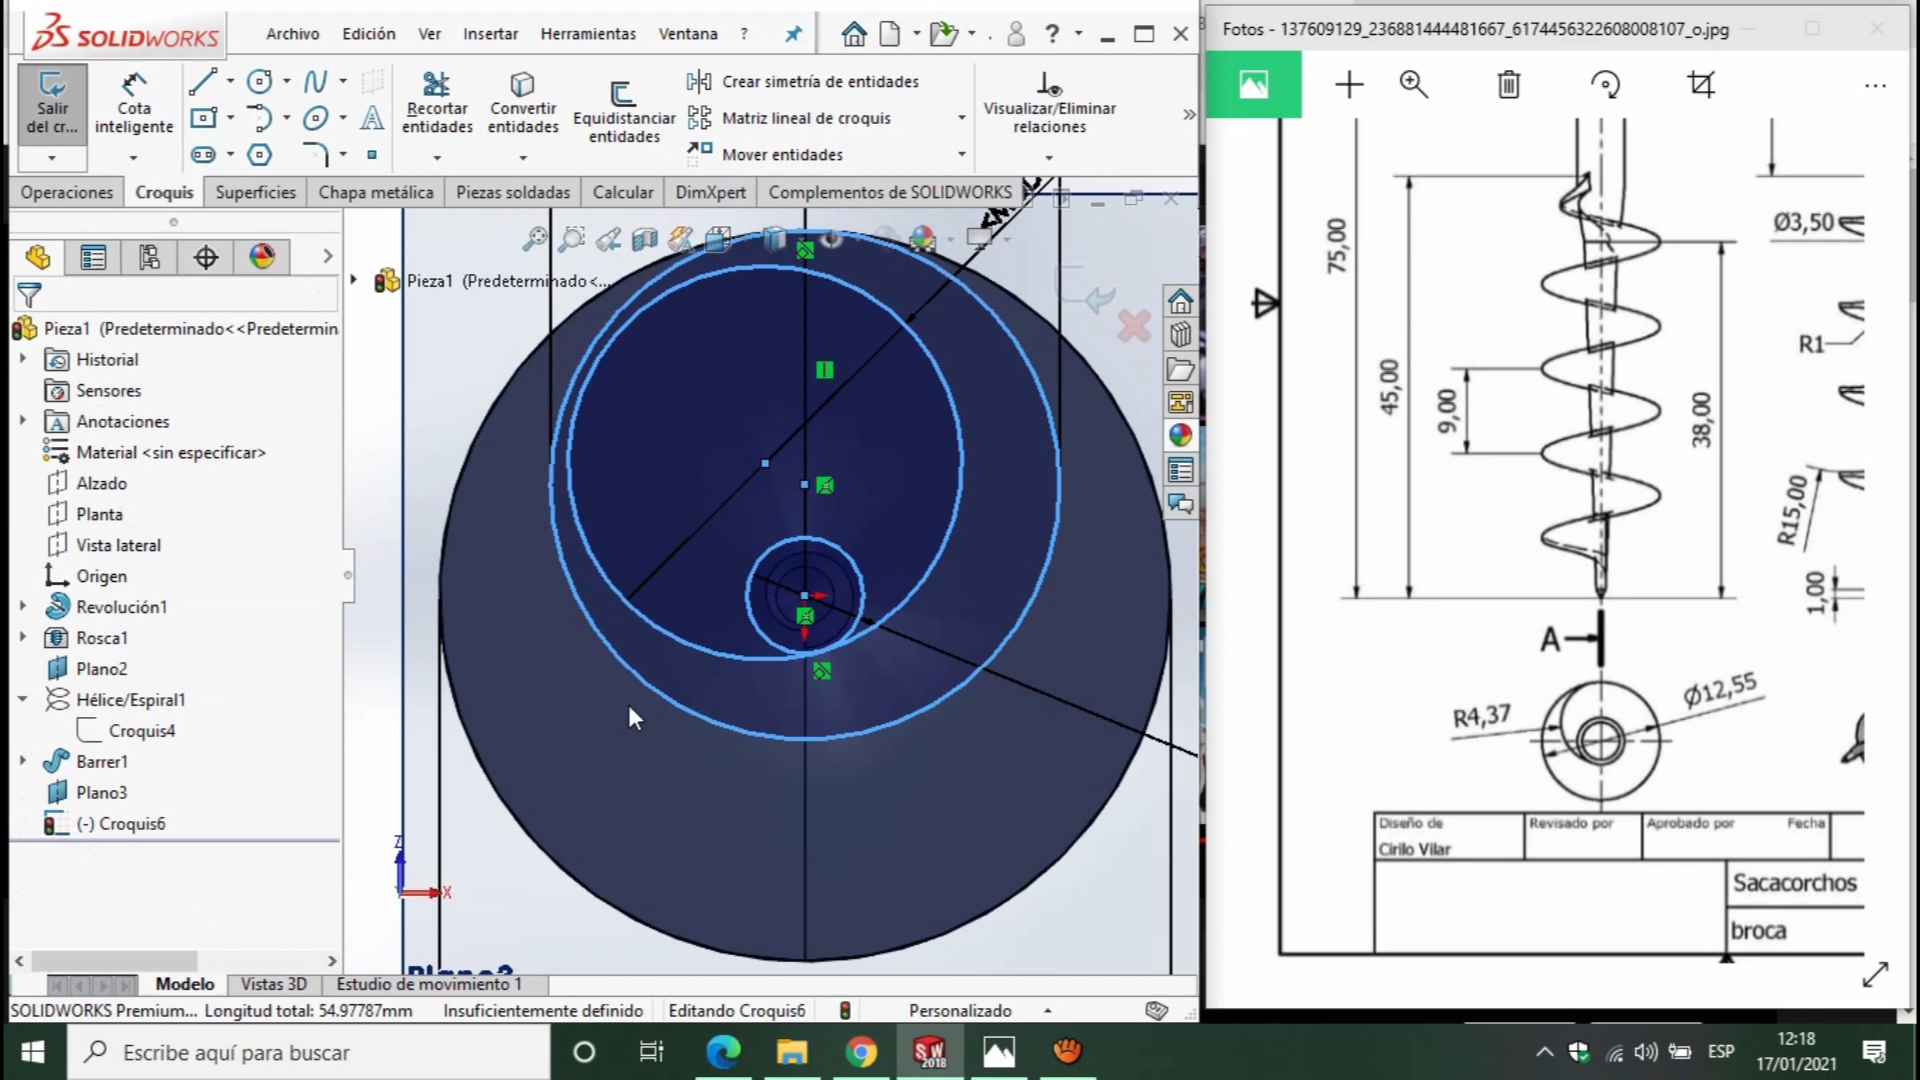 SOLIDWORKS
Archivo Edición Ver Insertar Herramientas Ventana ?
Salir del cr...
Cota inteligente
Recortar entidades
Convertir entidades
Equidistanciar entidades
Crear simetría de entidades
Matriz lineal de croquis
Mover entidades
Visualizar/Eliminar relaciones
Operaciones Croquis Superficies Chapa metálica Piezas soldadas Calcular DimXpert Complementos de SOLIDWORKS
Pieza1 (Predeterminado<...
Pieza1 (Predeterminado<<Predetermin
Historial
Sensores
Anotaciones
Material <sin especificar>
Alzado
Planta
Vista lateral
Origen
Revolución1
Rosca1
Plano2
Hélice/Espiral1
Croquis4
Barrer1
Plano3
(-) Croquis6
Z
X
Plano3
Modelo Vistas 3D Estudio de movimiento 1
SOLIDWORKS Premium... Longitud total: 54.97787mm Insuficientemente definido Editando Croquis6 Personalizado
Fotos - 137609129_236881444481667_6174456322608008107_o.jpg
75,00
45,00
9,00
38,00
Ø3,50
R1
R15,00
1,00
A
R4,37
Ø12,55
Diseño de
Cirilo Vilar
Revisado por
Aprobado por
Fecha
Sacacorchos
broca
Escribe aquí para buscar
SW
2018
ESP
12:18
17/01/2021